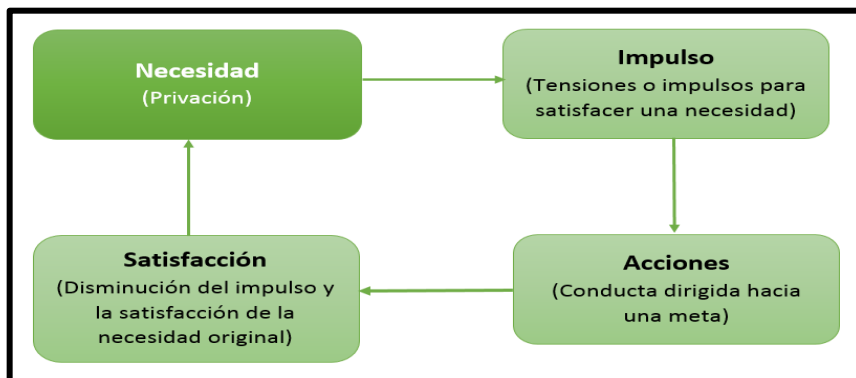 Necesidad
(Privación)
Impulso
(Tensiones o impulsos para
satisfacer una necesidad)
Satisfacción
(Disminución del impulso y
la satisfacción de la
necesidad original)
Acciones
(Conducta dirigida hacia
una meta)